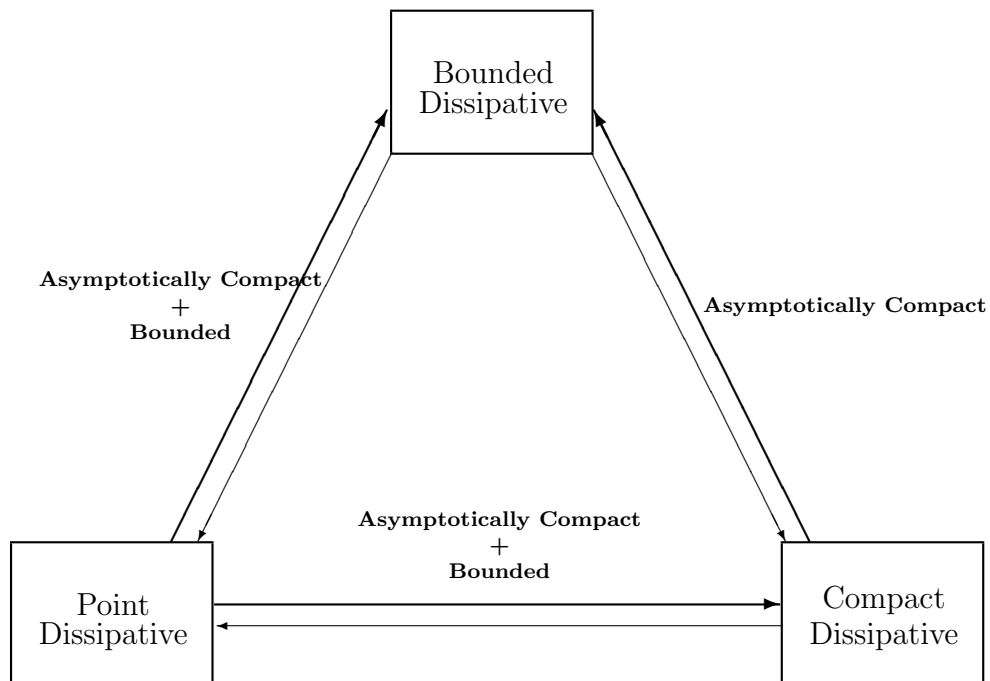 Bounded
Dissipative
Asymptotically Compact
+
Bounded
Asymptotically Compact
Asymptotically Compact
+
Bounded
Point
Dissipative
Compact
Dissipative